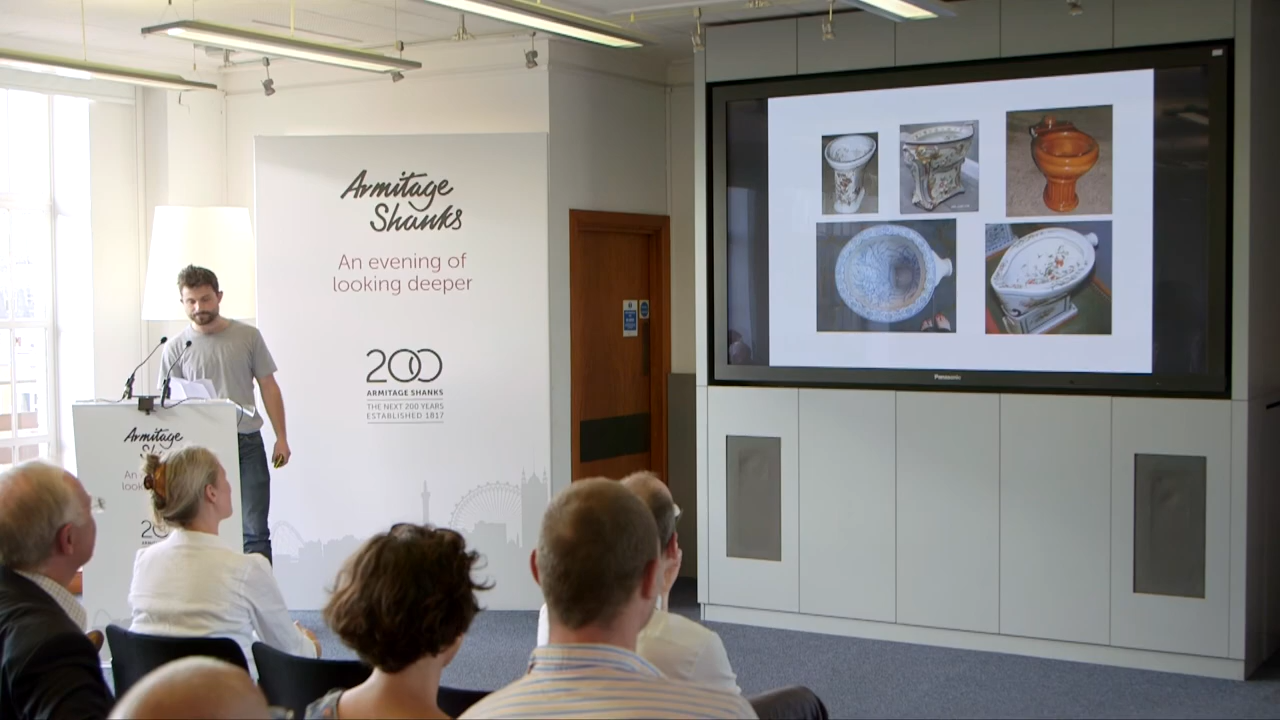 Armitage
Shanks
An evening of
looking deeper
200
ARMITAGE SHANKS
THE NEXT 200 YEARS
ESTABLISHED 1817
Armitage
Panasonic